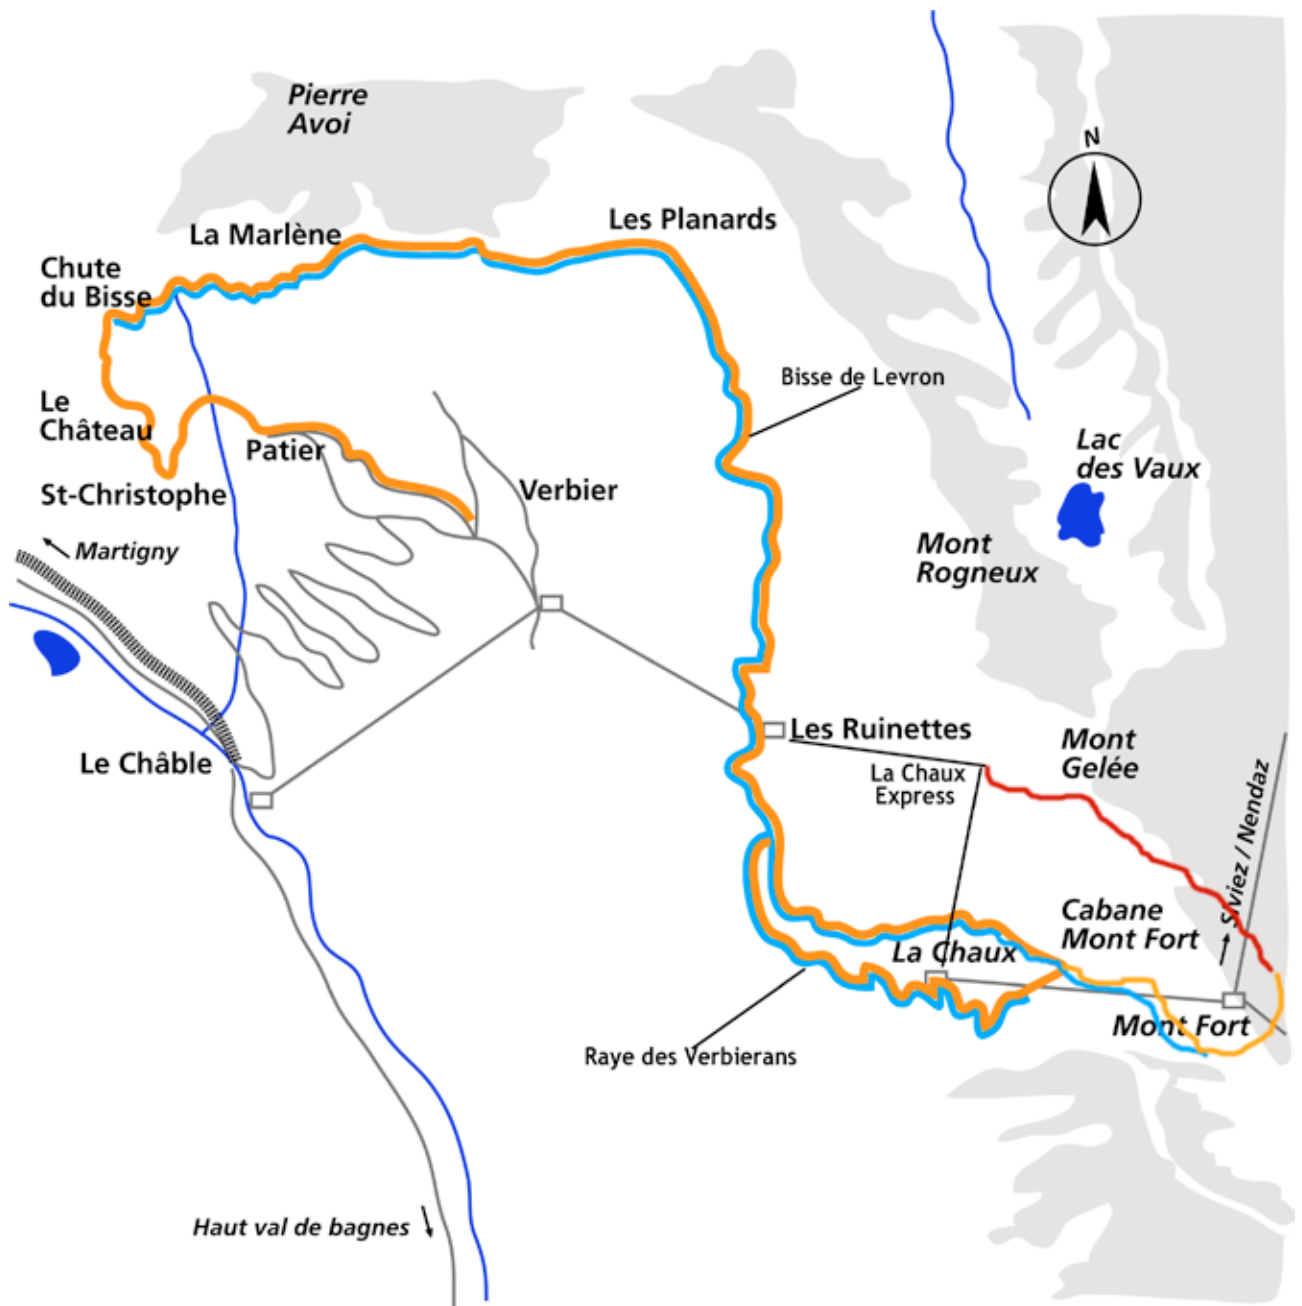 Pierre
Avoi
N
Les Planards
La Marlène
Chute
du Bisse
Bisse de Levron
Le
Château
Lac
des Vaux
Patier
St-Christophe
Verbier
Martigny
Mont
Rogneux
Les Ruinettes
Mont
Gelée
Le Châble
La Chaux
Express
Siviez / Nendaz
Cabane
Mont Fort
La Chaux
Mont Fort
Raye des Verbierans
Haut val de bagnes